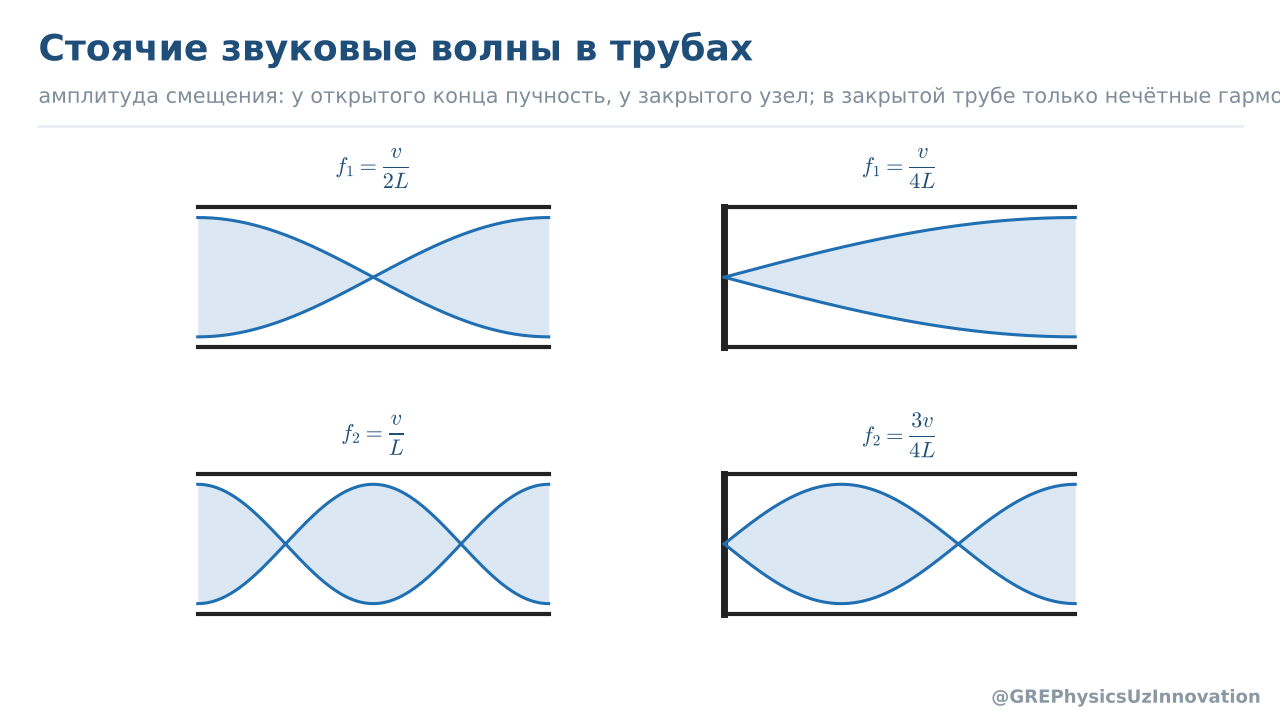 Стоячие звуковые волны в трубах
амплитуда смещения: у открытого конца пучность, у закрытого узел; в закрытой трубе только нечётные гармо
f₁ = v/2L
f₁ = v/4L
f₂ = v/L
f₂ = 3v/4L
@GREPhysicsUzInnovation